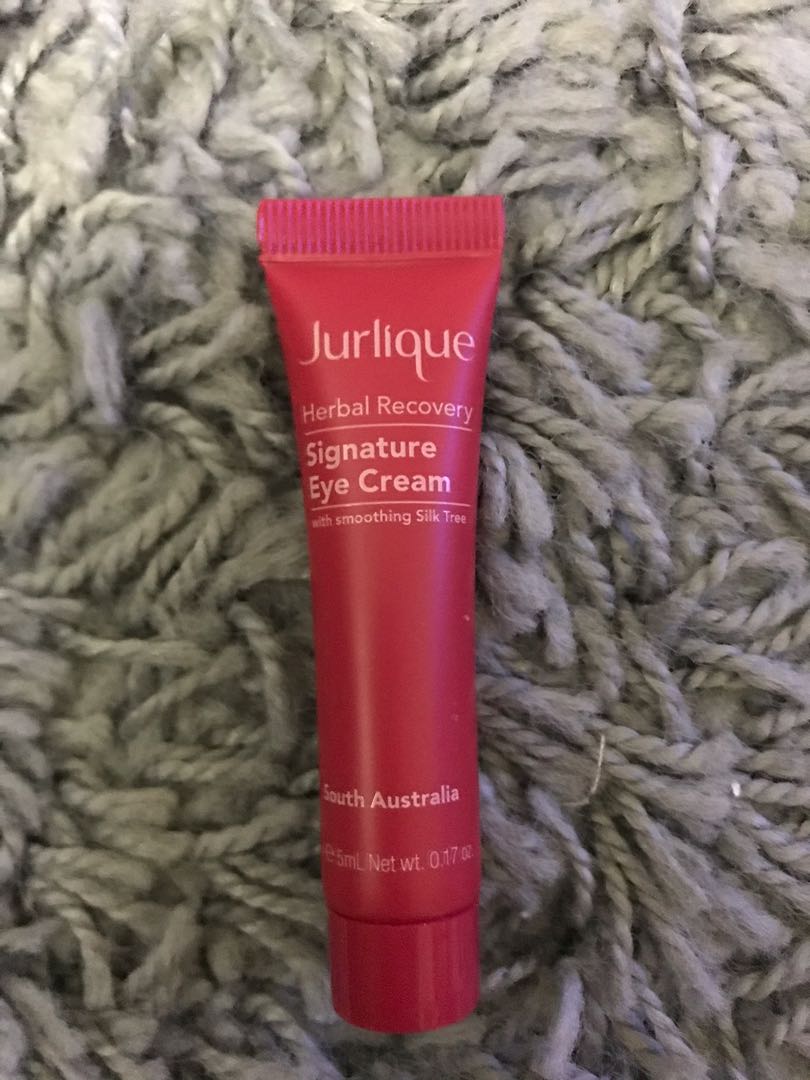 Jurlique
Herbal Recovery
Signature
Eye Cream
with smoothing Silk Tree
South Australia
℮ 5mL Net wt. 0.17 oz.